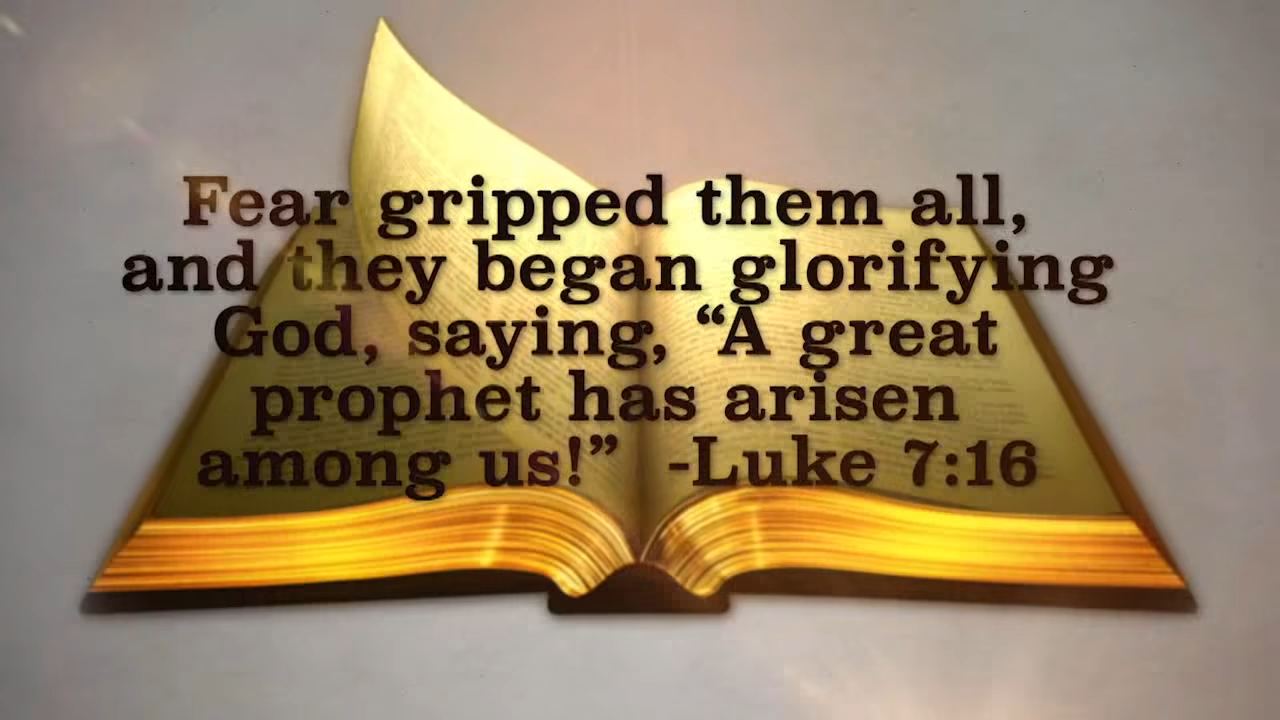 Fear gripped them all,
and they began glorifying
God, saying, “A great
prophet has arisen
among us!” -Luke 7:16